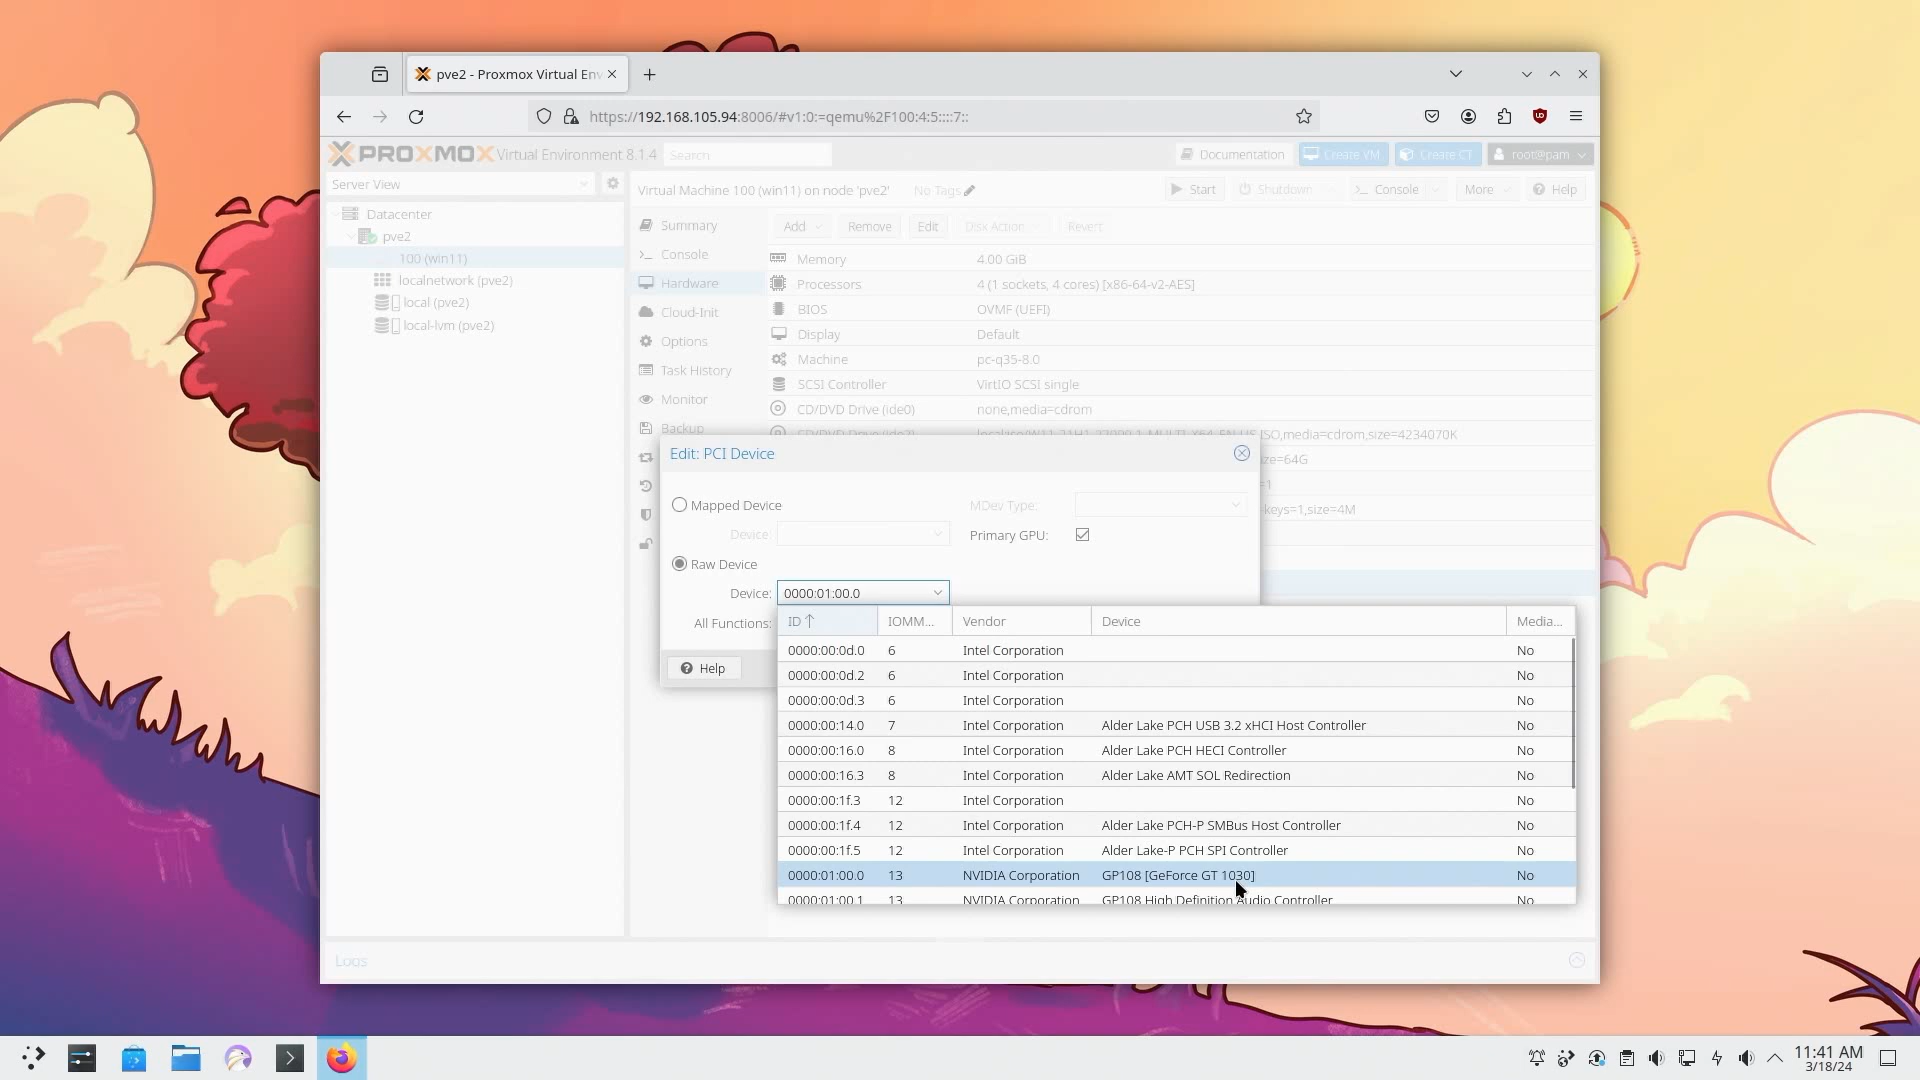 pve2 - Proxmox Virtual Env
https://192.168.105.94:8006/#v1:0:=qemu%2F100:4:5::::7::
PROXMOX Virtual Environment 8.1.4
Search
Documentation
Create VM
Create CT
root@pam
Server View
Virtual Machine 100 (win11) on node 'pve2'
No Tags
Start
Shutdown
Console
More
Help
Datacenter
pve2
100 (win11)
localnetwork (pve2)
local (pve2)
local-lvm (pve2)
Summary
Console
Hardware
Cloud-Init
Options
Task History
Monitor
Backup
Add
Remove
Edit
Disk Action
Revert
Memory 4.00 GiB
Processors 4 (1 sockets, 4 cores) [x86-64-v2-AES]
BIOS OVMF (UEFI)
Display Default
Machine pc-q35-8.0
SCSI Controller VirtIO SCSI single
CD/DVD Drive (ide0) none,media=cdrom
ISO,media=cdrom,size=4234070K
ze=64G
=1
-keys=1,size=4M
Edit: PCI Device
Mapped Device
MDev Type:
Device:
Primary GPU:
Raw Device
Device: 0000:01:00.0
All Functions:
Help
ID IOMM... Vendor Device Media...
0000:00:0d.0 6 Intel Corporation No
0000:00:0d.2 6 Intel Corporation No
0000:00:0d.3 6 Intel Corporation No
0000:00:14.0 7 Intel Corporation Alder Lake PCH USB 3.2 xHCI Host Controller No
0000:00:16.0 8 Intel Corporation Alder Lake PCH HECI Controller No
0000:00:16.3 8 Intel Corporation Alder Lake AMT SOL Redirection No
0000:00:1f.3 12 Intel Corporation No
0000:00:1f.4 12 Intel Corporation Alder Lake PCH-P SMBus Host Controller No
0000:00:1f.5 12 Intel Corporation Alder Lake-P PCH SPI Controller No
0000:01:00.0 13 NVIDIA Corporation GP108 [GeForce GT 1030] No
0000:01:00.1 13 NVIDIA Corporation GP108 High Definition Audio Controller No
Logs
11:41 AM
3/18/24